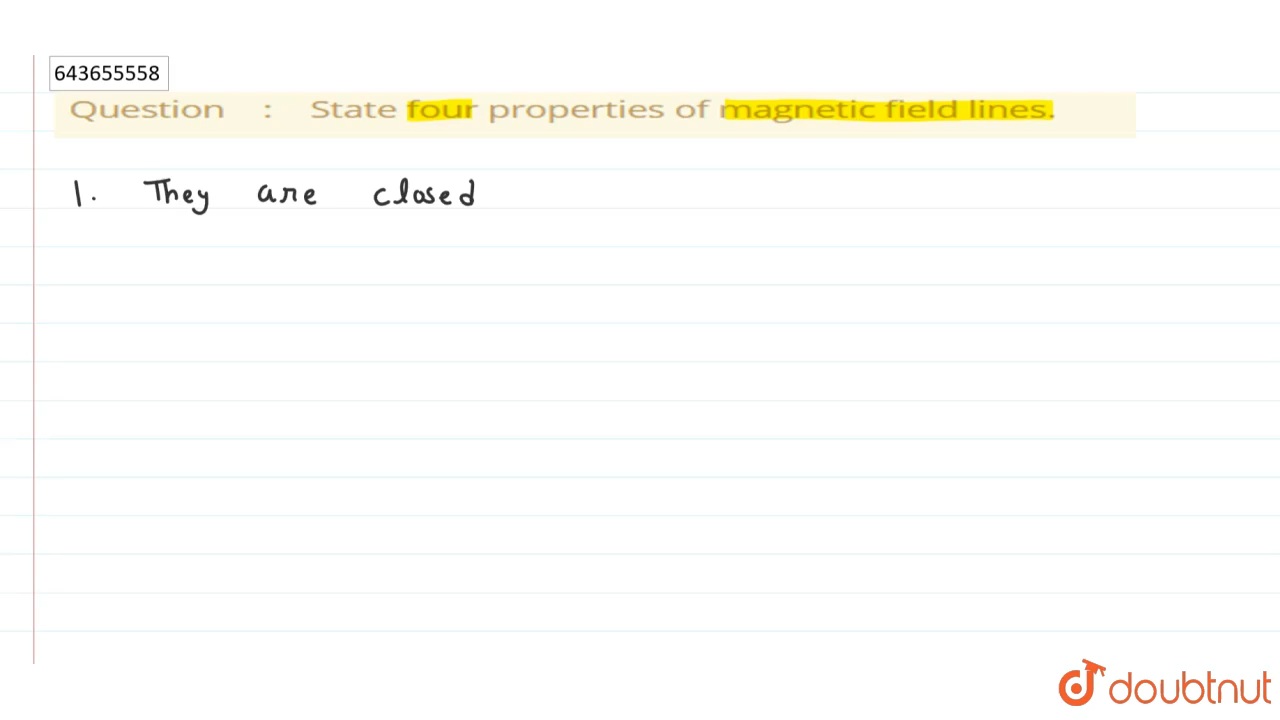 643655558
Question : State four properties of magnetic field lines.
1. They are closed
doubtnut